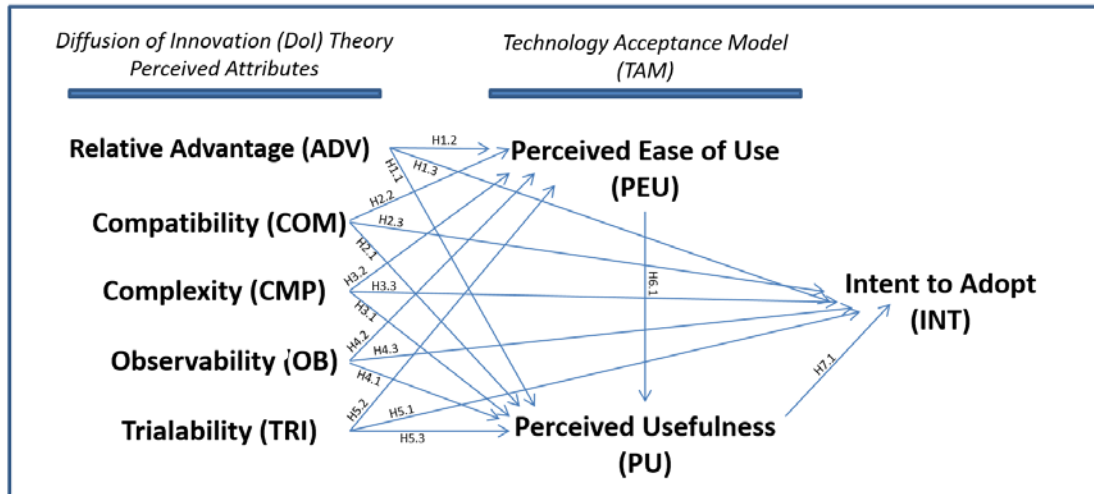 Diffusion of Innovation (DoI) Theory
Perceived Attributes
Technology Acceptance Model
(TAM)
Relative Advantage (ADV)
H1.2
H1.1
H1.3
Perceived Ease of Use
(PEU)
Compatibility (COM)
H2.2
H2.3
H2.1
Complexity (CMP)
H3.2
H3.3
H3.1
H6.1
Intent to Adopt
(INT)
Observability (OB)
H4.2
H4.3
H4.1
H7.1
Trialability (TRI)
H5.2
H5.1
H5.3
Perceived Usefulness
(PU)